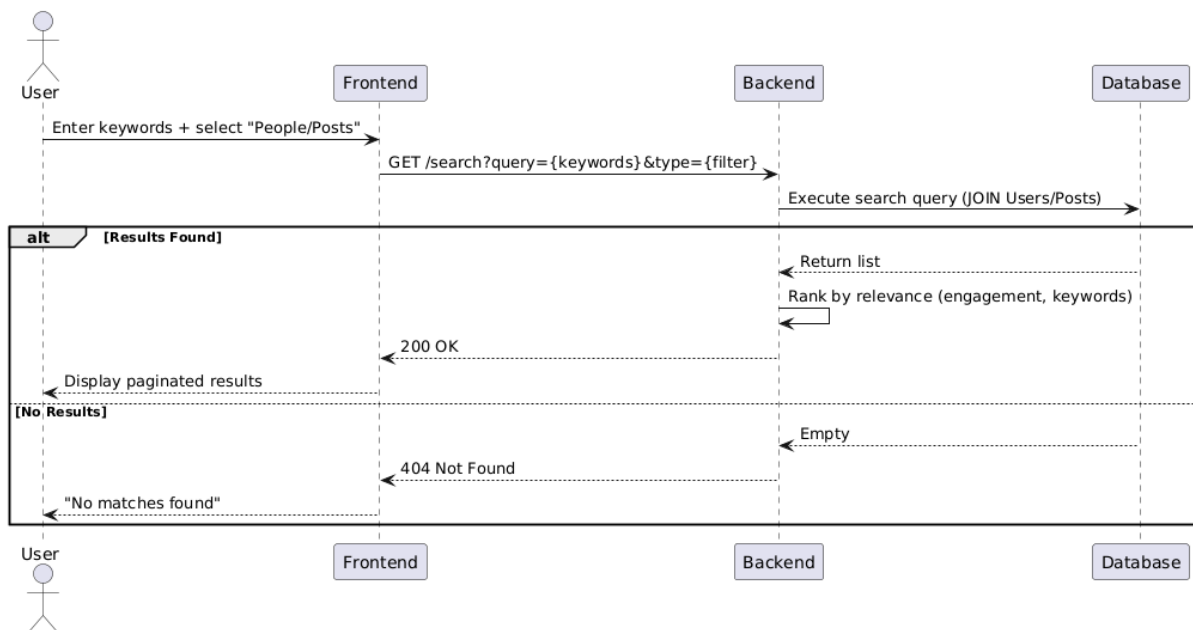 User
Frontend
Backend
Database
Enter keywords + select "People/Posts"
GET /search?query={keywords}&type={filter}
Execute search query (JOIN Users/Posts)
alt [Results Found]
Return list
Rank by relevance (engagement, keywords)
200 OK
Display paginated results
[No Results]
Empty
404 Not Found
"No matches found"
User
Frontend
Backend
Database